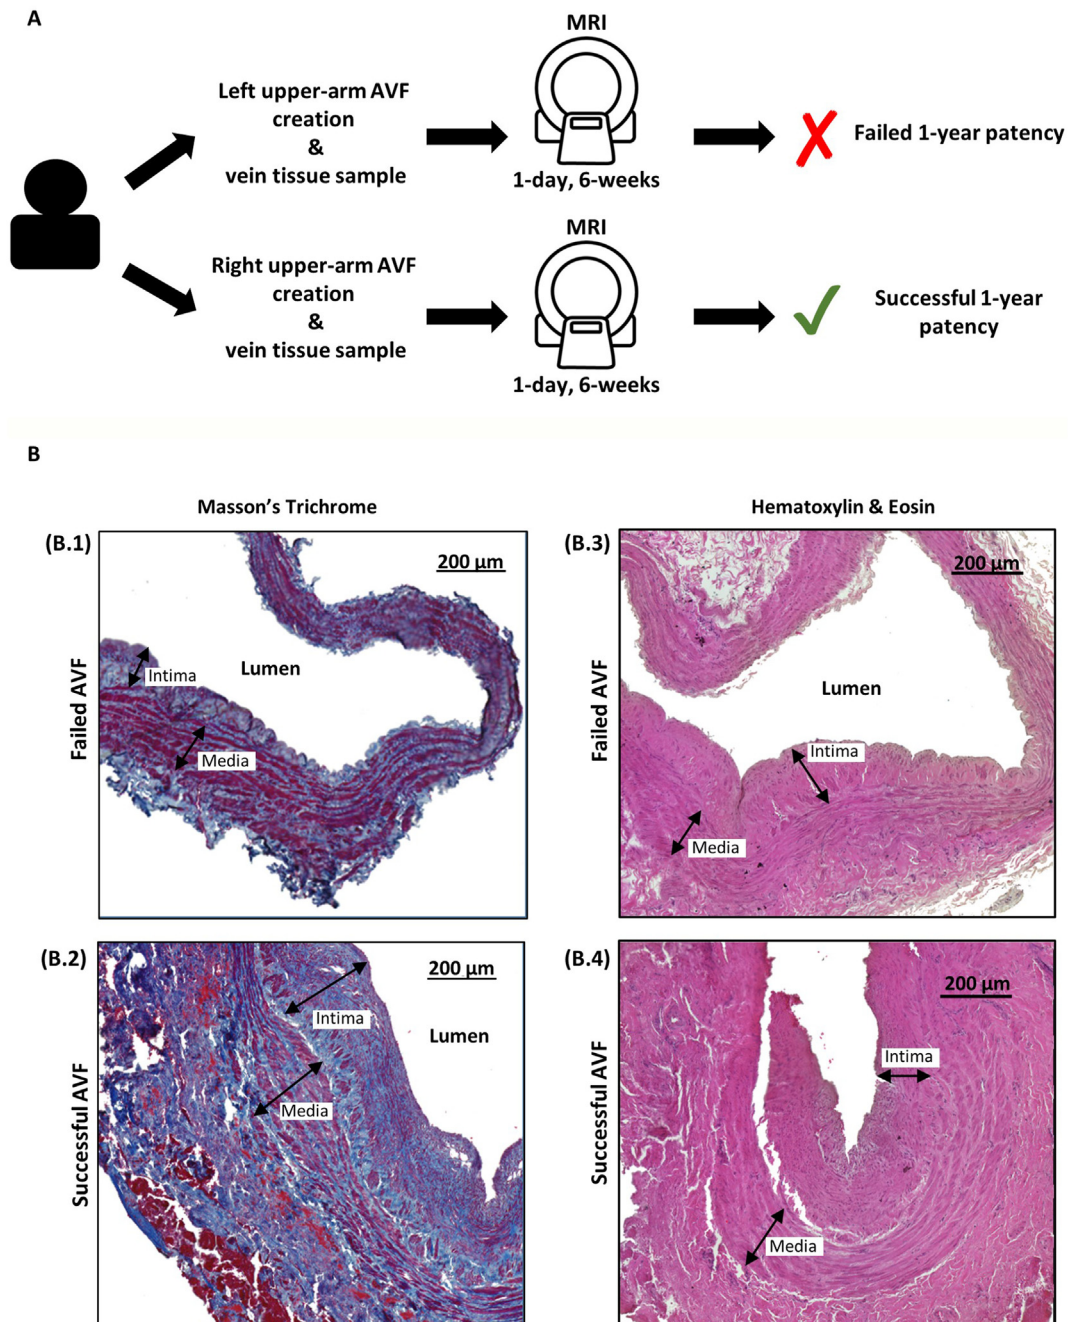 A
MRI
Left upper-arm AVF
creation
&
vein tissue sample
1-day, 6-weeks
Failed 1-year patency
MRI
Right upper-arm AVF
creation
&
vein tissue sample
1-day, 6-weeks
Successful 1-year
patency
B
Masson's Trichrome
Hematoxylin & Eosin
(B.1)
200 µm
Lumen
Intima
Media
Failed AVF
(B.3)
200 µm
Lumen
Intima
Media
Failed AVF
(B.2)
200 µm
Lumen
Intima
Media
Successful AVF
(B.4)
200 µm
Intima
Media
Successful AVF